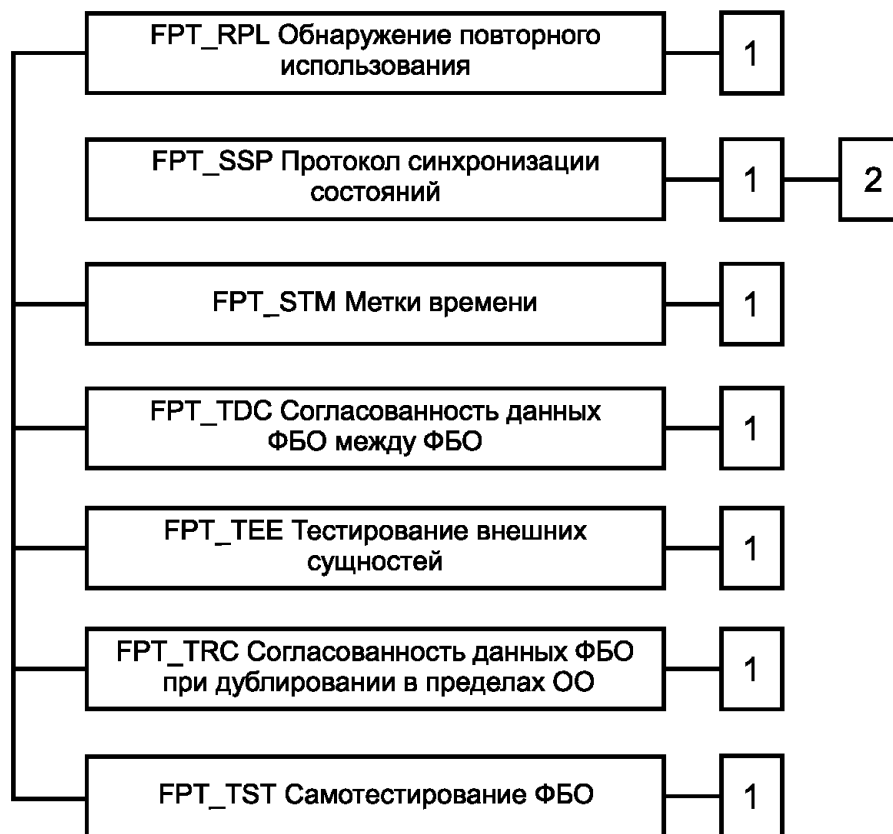 FPT_RPL Обнаружение повторного
использования
1
FPT_SSP Протокол синхронизации
состояний
1
2
FPT_STM Метки времени
1
FPT_TDC Согласованность данных
ФБО между ФБО
1
FPT_TEE Тестирование внешних
сущностей
1
FPT_TRC Согласованность данных ФБО
при дублировании в пределах ОО
1
FPT_TST Самотестирование ФБО
1